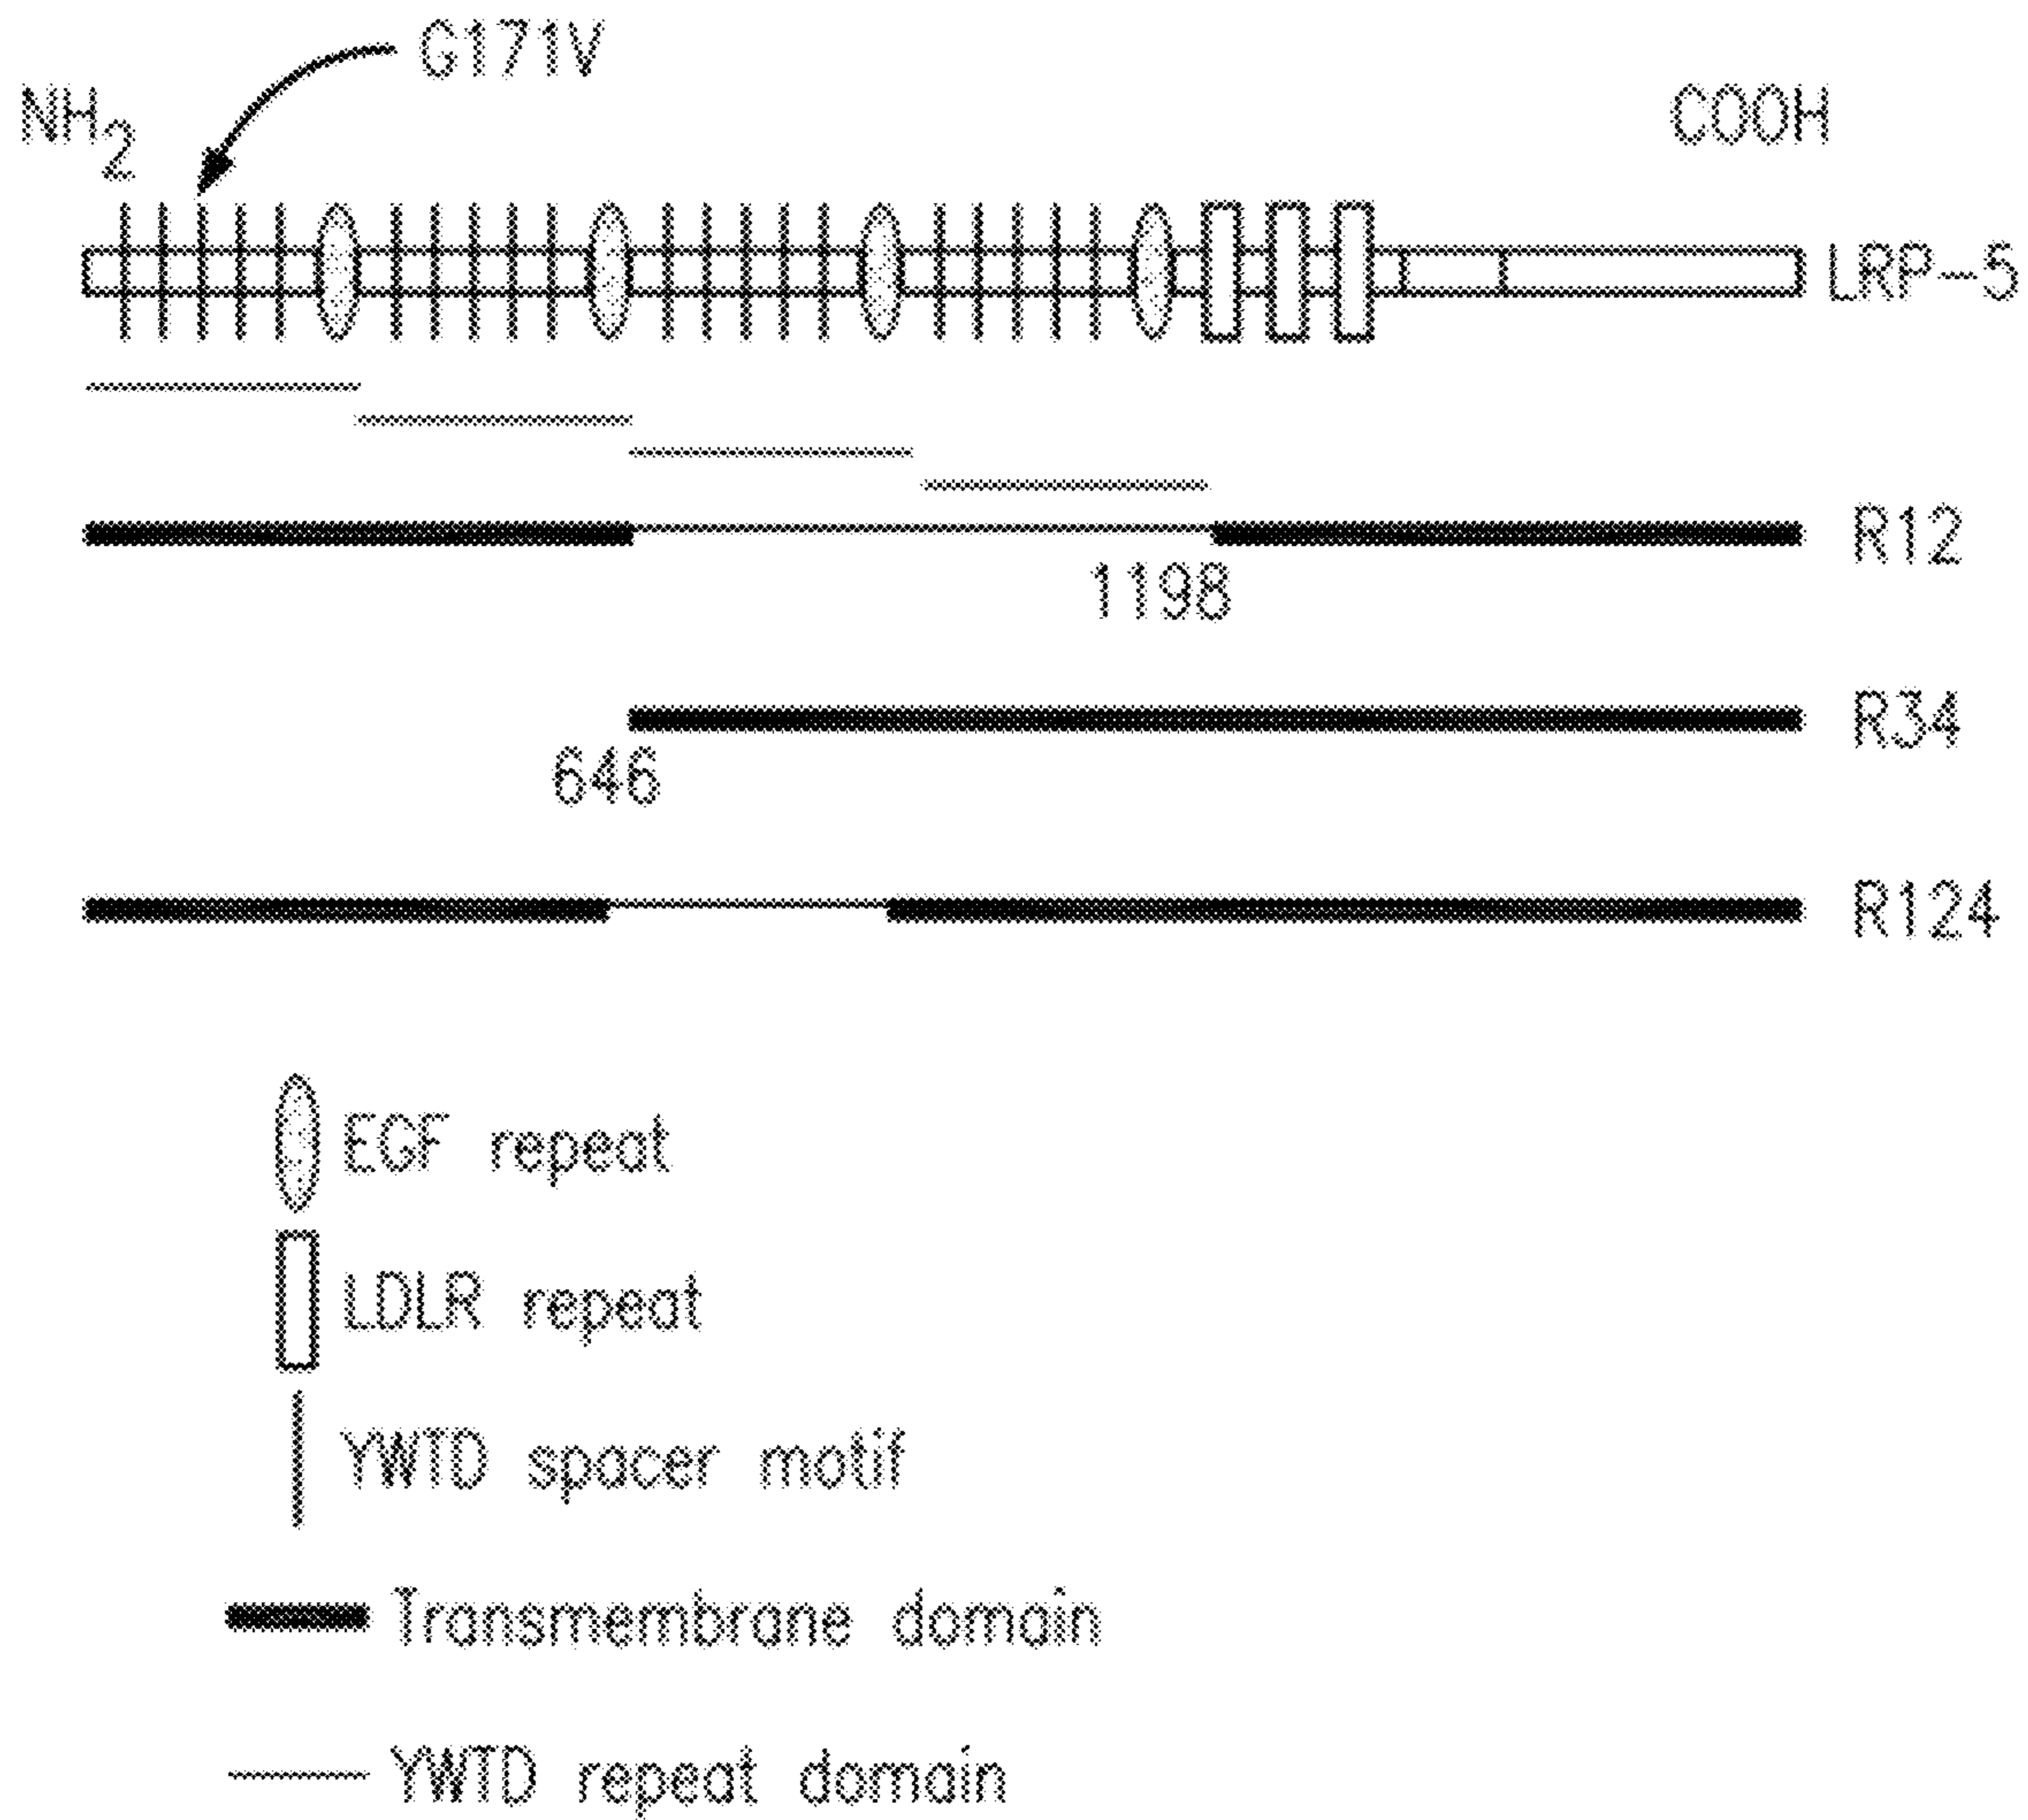 G171V
NH2
COOH
LRP-5
R12
1198
R34
646
R124
EGF repeat
LDLR repeat
YWTD spacer motif
Transmembrane domain
YWTD repeat domain